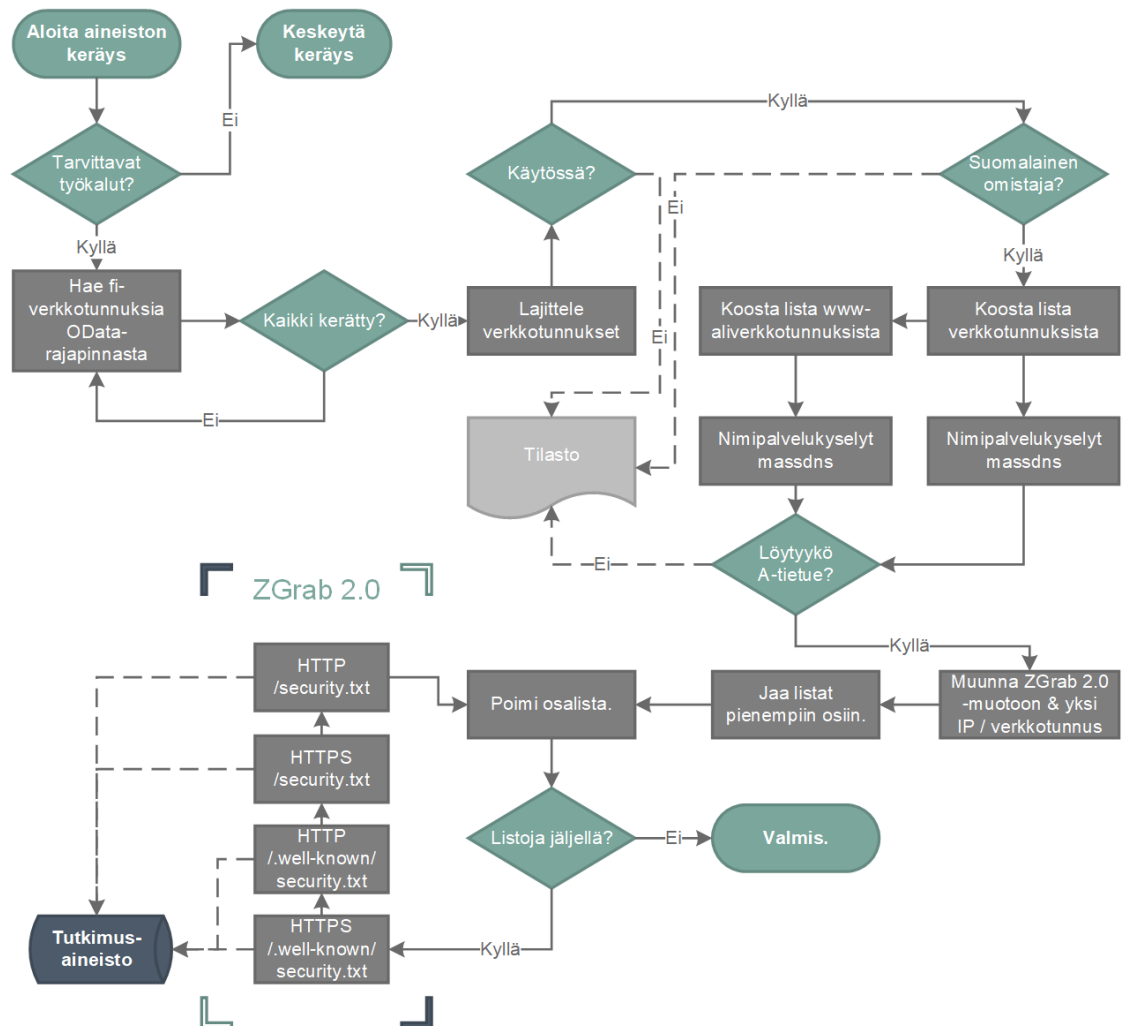 Aloita aineiston
keräys
Keskeytä
keräys
Ei
Tarvittavat
työkalut?
Kyllä
Hae fi-
verkkotunnuksia
OData-
rajapinnasta
Kaikki kerätty?
Ei
Kyllä
Lajittele
verkkotunnukset
Käytössä?
Kyllä
Ei
Suomalainen
omistaja?
Ei
Kyllä
Koosta lista
verkkotunnuksista
Koosta lista www-
aliverkkotunnuksista
Nimipalvelukyselyt
massdns
Nimipalvelukyselyt
massdns
Tilasto
Löytyykö
A-tietue?
Ei
Kyllä
Muunna ZGrab 2.0
-muotoon & yksi
IP / verkkotunnus
Jaa listat
pienempiin osiin.
Poimi osalista.
Listoja jäljellä?
Ei
Valmis.
Kyllä
ZGrab 2.0
HTTP
/security.txt
HTTPS
/security.txt
HTTP
/.well-known/
security.txt
HTTPS
/.well-known/
security.txt
Tutkimus-
aineisto